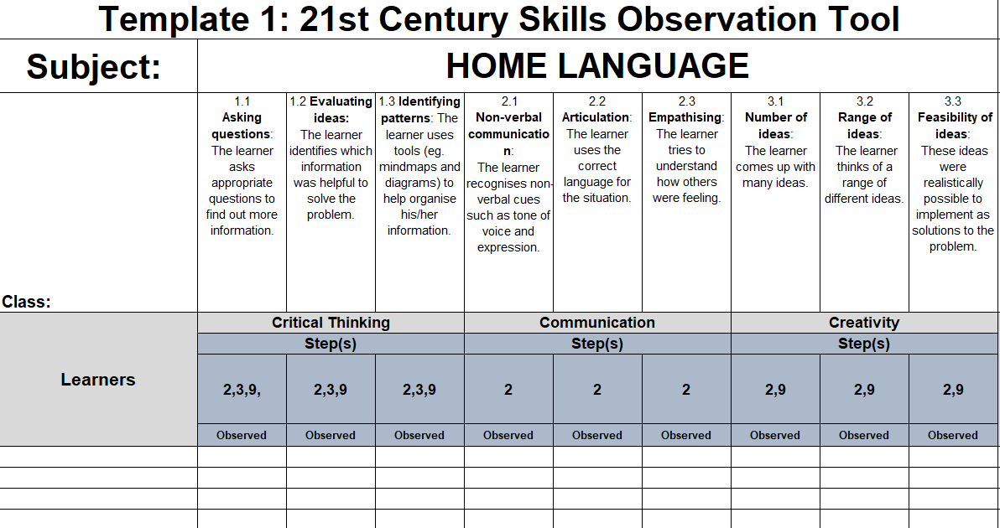 Template 1: 21st Century Skills Observation Tool
Subject:
HOME LANGUAGE
Class:
1.1
Asking
questions:
The learner
asks
appropriate
questions to
find out more
information.
1.2 Evaluating
ideas:
The learner
identifies which
information
was helpful to
solve the
problem.
1.3 Identifying
patterns: The
learner uses
tools (eg.
mindmaps and
diagrams) to
help organise
his/her
information.
2.1
Non-verbal
communicatio
n:
The learner
recognises non-
verbal cues
such as tone of
voice and
expression.
2.2
Articulation:
The learner
uses the
correct
language for
the situation.
2.3
Empathising:
The learner
tries to
understand
how others
were feeling.
3.1
Number of
ideas:
The learner
comes up with
many ideas.
3.2
Range of
ideas:
The learner
thinks of a
range of
different ideas.
3.3
Feasibility of
ideas:
These ideas
were
realistically
possible to
implement as
solutions to the
problem.
Learners
Critical Thinking
Communication
Creativity
Step(s)
Step(s)
Step(s)
2,3,9,
2,3,9
2,3,9
2
2
2
2,9
2,9
2,9
Observed
Observed
Observed
Observed
Observed
Observed
Observed
Observed
Observed